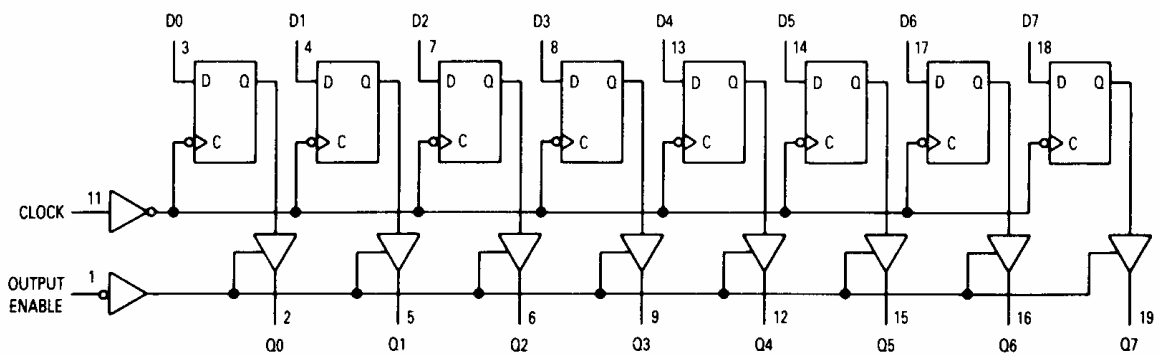 D0 D1 D2 D3 D4 D5 D6 D7
3 4 7 8 13 14 17 18
D Q D Q D Q D Q D Q D Q D Q D Q
C C C C C C C C
11
CLOCK
1
OUTPUT
ENABLE
2 5 6 9 12 15 16 19
Q0 Q1 Q2 Q3 Q4 Q5 Q6 Q7